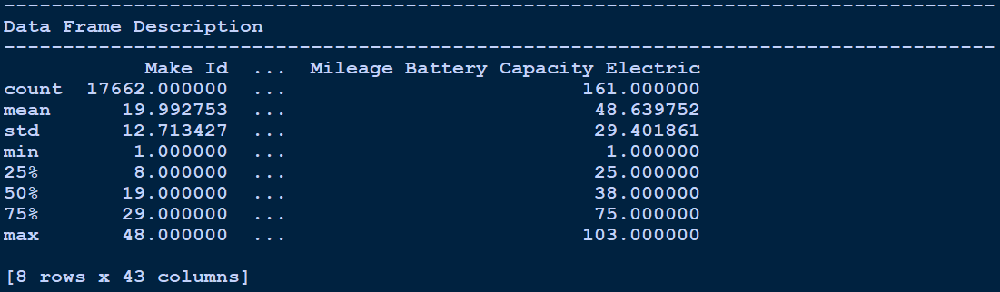 -------------------------------------------------------------------------------------
Data Frame Description
-------------------------------------------------------------------------------------
            Make Id  ...  Mileage Battery Capacity Electric
count  17662.000000  ...                         161.000000
mean      19.992753  ...                          48.639752
std       12.713427  ...                          29.401861
min        1.000000  ...                           1.000000
25%        8.000000  ...                          25.000000
50%       19.000000  ...                          38.000000
75%       29.000000  ...                          75.000000
max       48.000000  ...                         103.000000
[8 rows x 43 columns]